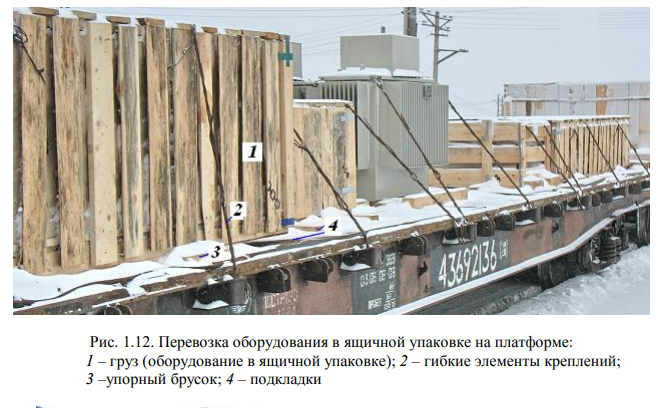 1
2
4
3
43692136
Рис. 1.12. Перевозка оборудования в ящичной упаковке на платформе:
1 – груз (оборудование в ящичной упаковке); 2 – гибкие элементы креплений;
3 –упорный брусок; 4 – подкладки